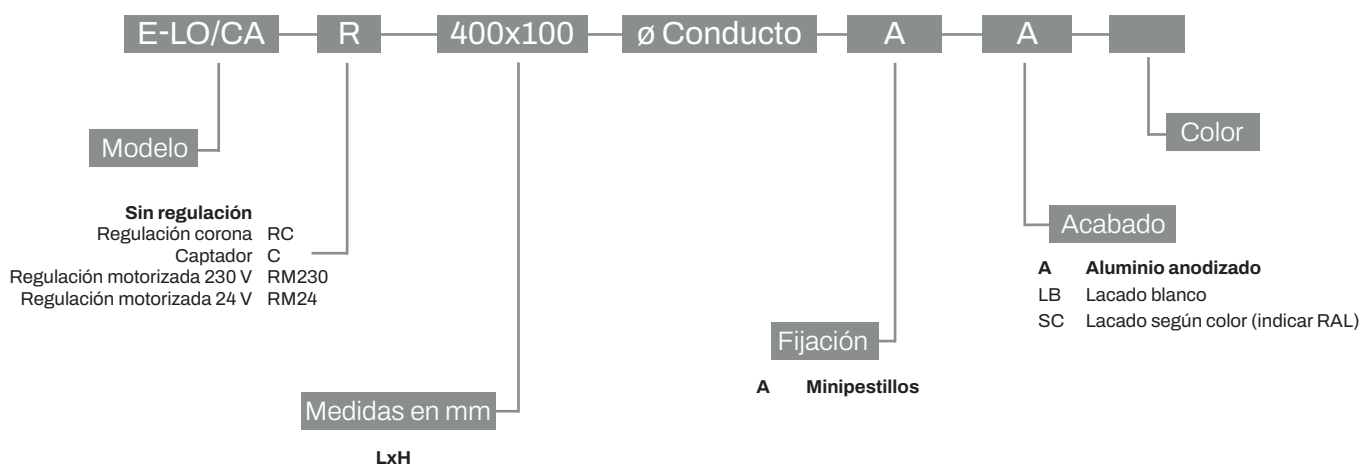 E-LO/CA R 400x100 ø Conducto A A
Modelo
Color
Sin regulación
Regulación corona RC
Captador C
Regulación motorizada 230 V RM230
Regulación motorizada 24 V RM24
Acabado
A Aluminio anodizado
LB Lacado blanco
SC Lacado según color (indicar RAL)
Fijación
A Minipestillos
Medidas en mm
LxH